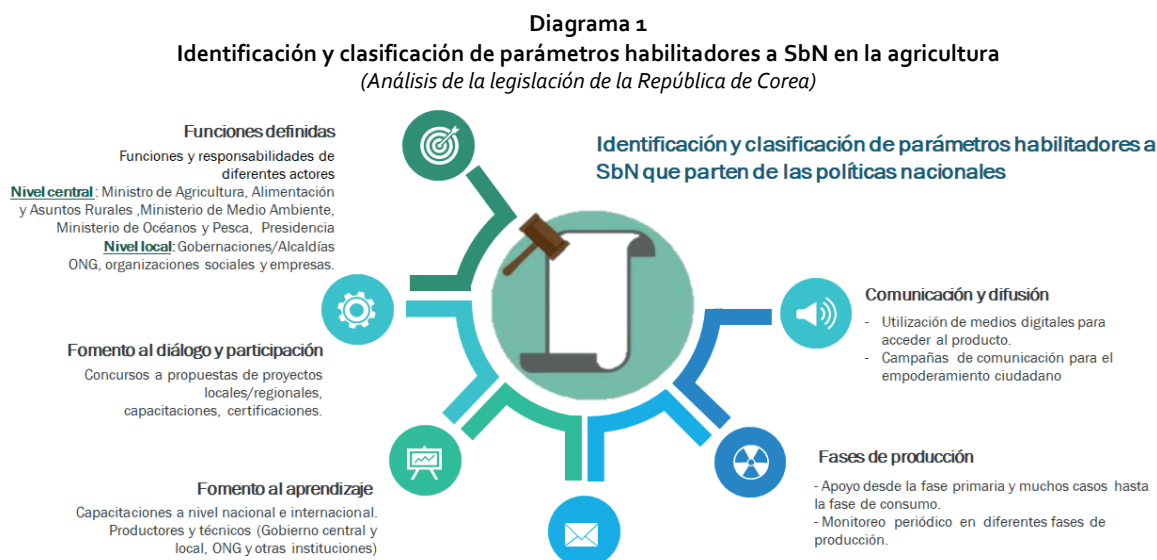 Diagrama 1
Identificación y clasificación de parámetros habilitadores a SbN en la agricultura
(Análisis de la legislación de la República de Corea)
Identificación y clasificación de parámetros habilitadores a
SbN que parten de las políticas nacionales
Funciones definidas
Funciones y responsabilidades de
diferentes actores
Nivel central: Ministro de Agricultura, Alimentación
y Asuntos Rurales ,Ministerio de Medio Ambiente,
Ministerio de Océanos y Pesca, Presidencia
Nivel local: Gobernaciones/Alcaldías
ONG, organizaciones sociales y empresas.
Fomento al diálogo y participación
Concursos a propuestas de proyectos
locales/regionales,
capacitaciones, certificaciones.
Fomento al aprendizaje
Capacitaciones a nivel nacional e internacional.
Productores y técnicos (Gobierno central y
local, ONG y otras instituciones)
Comunicación y difusión
- Utilización de medios digitales para
acceder al producto.
- Campañas de comunicación para el
empoderamiento ciudadano
Fases de producción
- Apoyo desde la fase primaria y muchos casos hasta
la fase de consumo.
- Monitoreo periódico en diferentes fases de
producción.